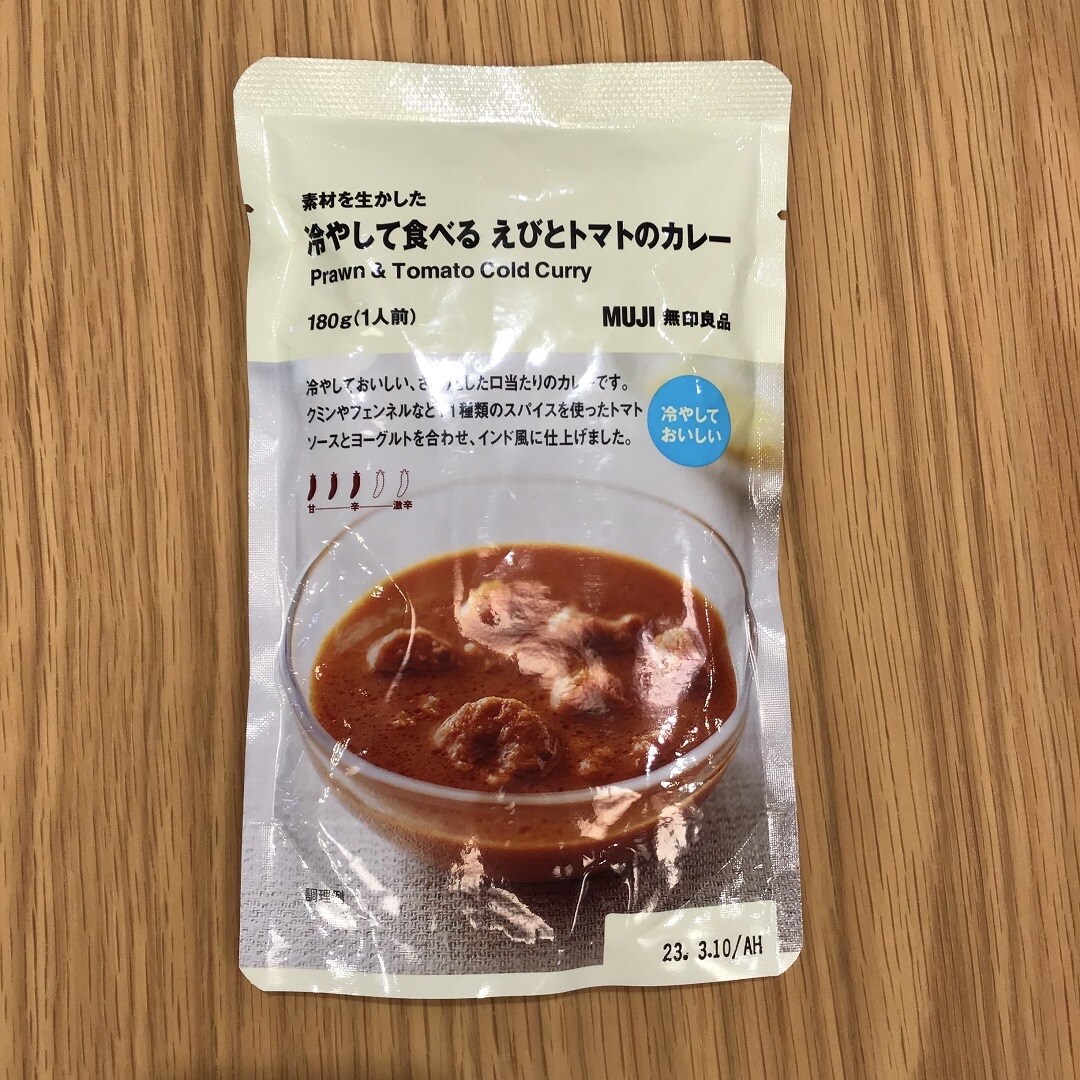 素材を生かした
冷やして食べる えびとトマトのカレー
Prawn & Tomato Cold Curry
180g(1人前)
MUJI 無印良品
冷やしておいしい、さ した口当たりのカレーです。
クミンやフェンネルなど 1種類のスパイスを使ったトマト
ソースとヨーグルトを合わせ、インド風に仕上げました。
冷やして
おいしい
甘 辛 激辛
調理例
23. 3.10/AH